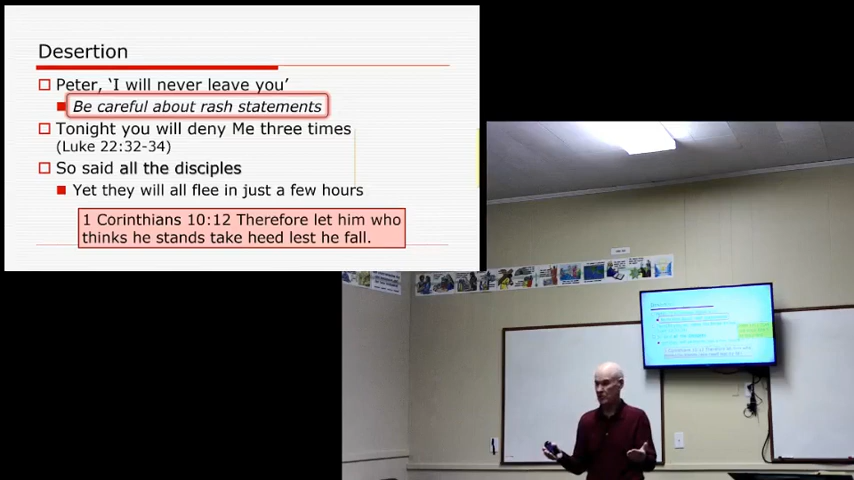 Desertion
Peter, ‘I will never leave you’
Be careful about rash statements
Tonight you will deny Me three times
(Luke 22:32-34)
So said all the disciples
Yet they will all flee in just a few hours
1 Corinthians 10:12 Therefore let him who
thinks he stands take heed lest he fall.
Desertion